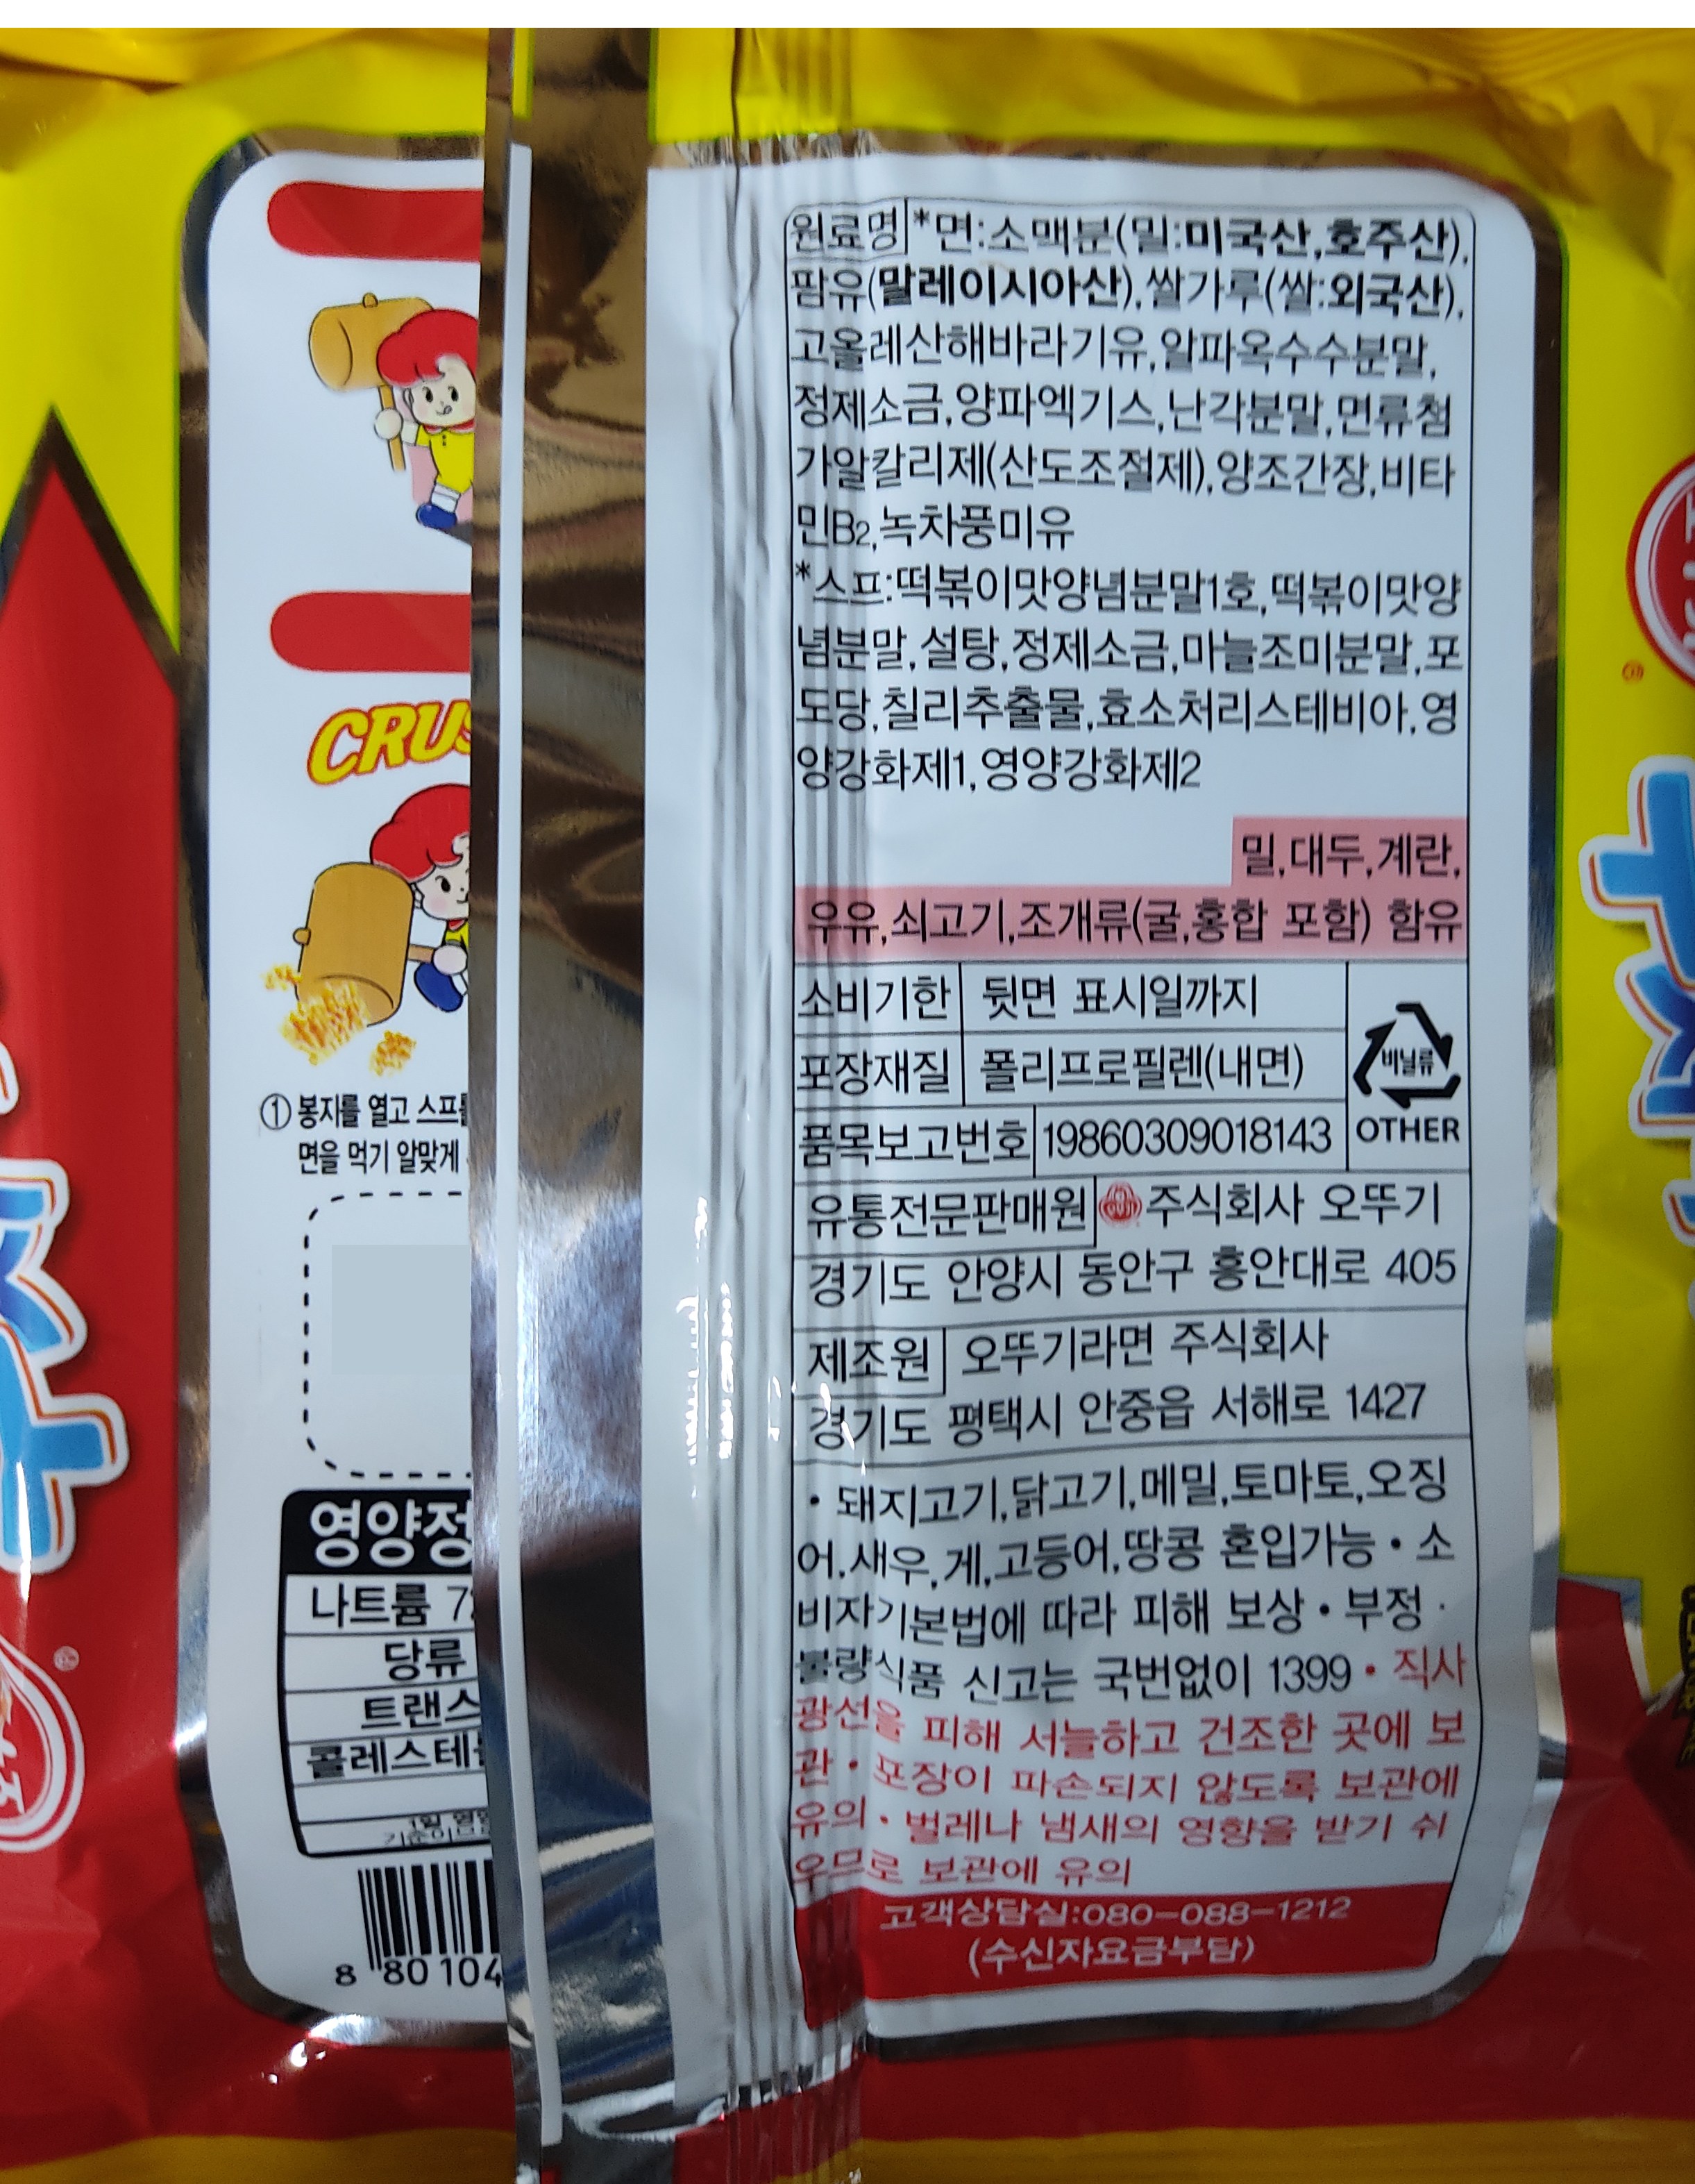 CRUS
① 봉지를 열고 스프를
면을 먹기 알맞게
영양정
나트륨 7
당류
트랜스
콜레스테
8 80104
원료명 *면:소맥분(밀:미국산,호주산),
팜유(말레이시아산),쌀가루(쌀:외국산),
고올레산해바라기유,알파옥수수분말,
정제소금,양파엑기스,난각분말,면류첨
가알칼리제(산도조절제),양조간장,비타
민B2,녹차풍미유
*스프:떡볶이맛양념분말1호,떡볶이맛양
념분말,설탕,정제소금,마늘조미분말,포
도당,칠리추출물,효소처리스테비아,영
양강화제1,영양강화제2
밀,대두,계란,
우유,쇠고기,조개류(굴,홍합 포함) 함유
소비기한 뒷면 표시일까지
포장재질 폴리프로필렌(내면)
비닐류
OTHER
품목보고번호 19860309018143
유통전문판매원 주식회사 오뚜기
경기도 안양시 동안구 흥안대로 405
제조원 오뚜기라면 주식회사
경기도 평택시 안중읍 서해로 1427
• 돼지고기,닭고기,메밀,토마토,오징
어,새우,게,고등어,땅콩 혼입가능 • 소
비자기본법에 따라 피해 보상 • 부정 ·
불량식품 신고는 국번없이 1399 • 직사
광선을 피해 서늘하고 건조한 곳에 보
관 • 포장이 파손되지 않도록 보관에
유의 • 벌레나 냄새의 영향을 받기 쉬
우므로 보관에 유의
고객상담실:080-088-1212
(수신자요금부담)